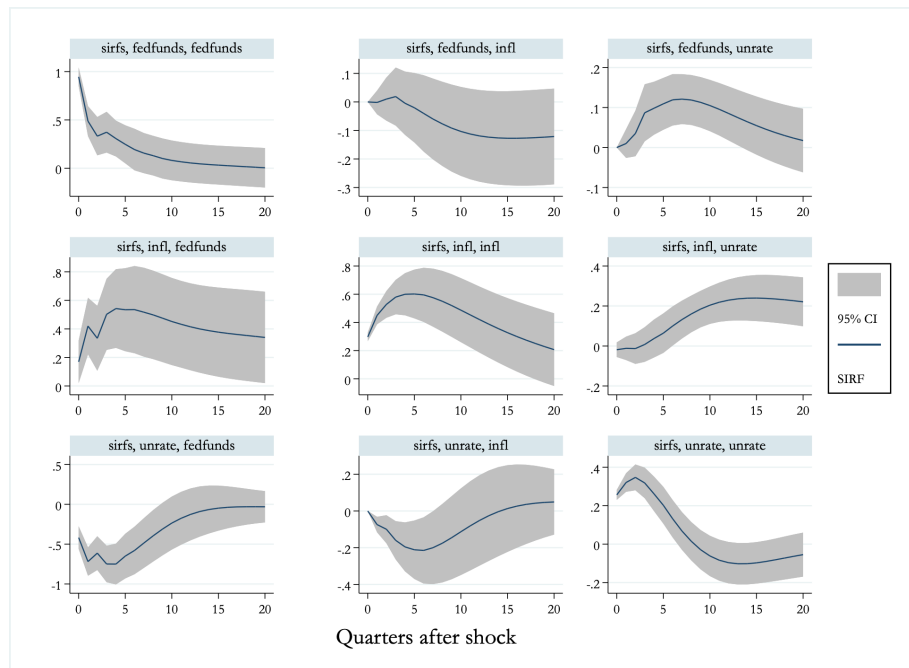 sirfs, fedfunds, fedfunds
1
.5
0
0 5 10 15 20
sirfs, fedfunds, infl
.1
0
-.1
-.2
-.3
0 5 10 15 20
sirfs, fedfunds, unrate
.2
.1
0
-.1
0 5 10 15 20
sirfs, infl, fedfunds
.8
.6
.4
.2
0
0 5 10 15 20
sirfs, infl, infl
.8
.6
.4
.2
0
0 5 10 15 20
sirfs, infl, unrate
.4
.2
0
-.2
0 5 10 15 20
sirfs, unrate, fedfunds
.5
0
-.5
-1
0 5 10 15 20
sirfs, unrate, infl
.2
0
-.2
-.4
0 5 10 15 20
sirfs, unrate, unrate
.4
.2
0
-.2
0 5 10 15 20
95% CI
SIRF
Quarters after shock